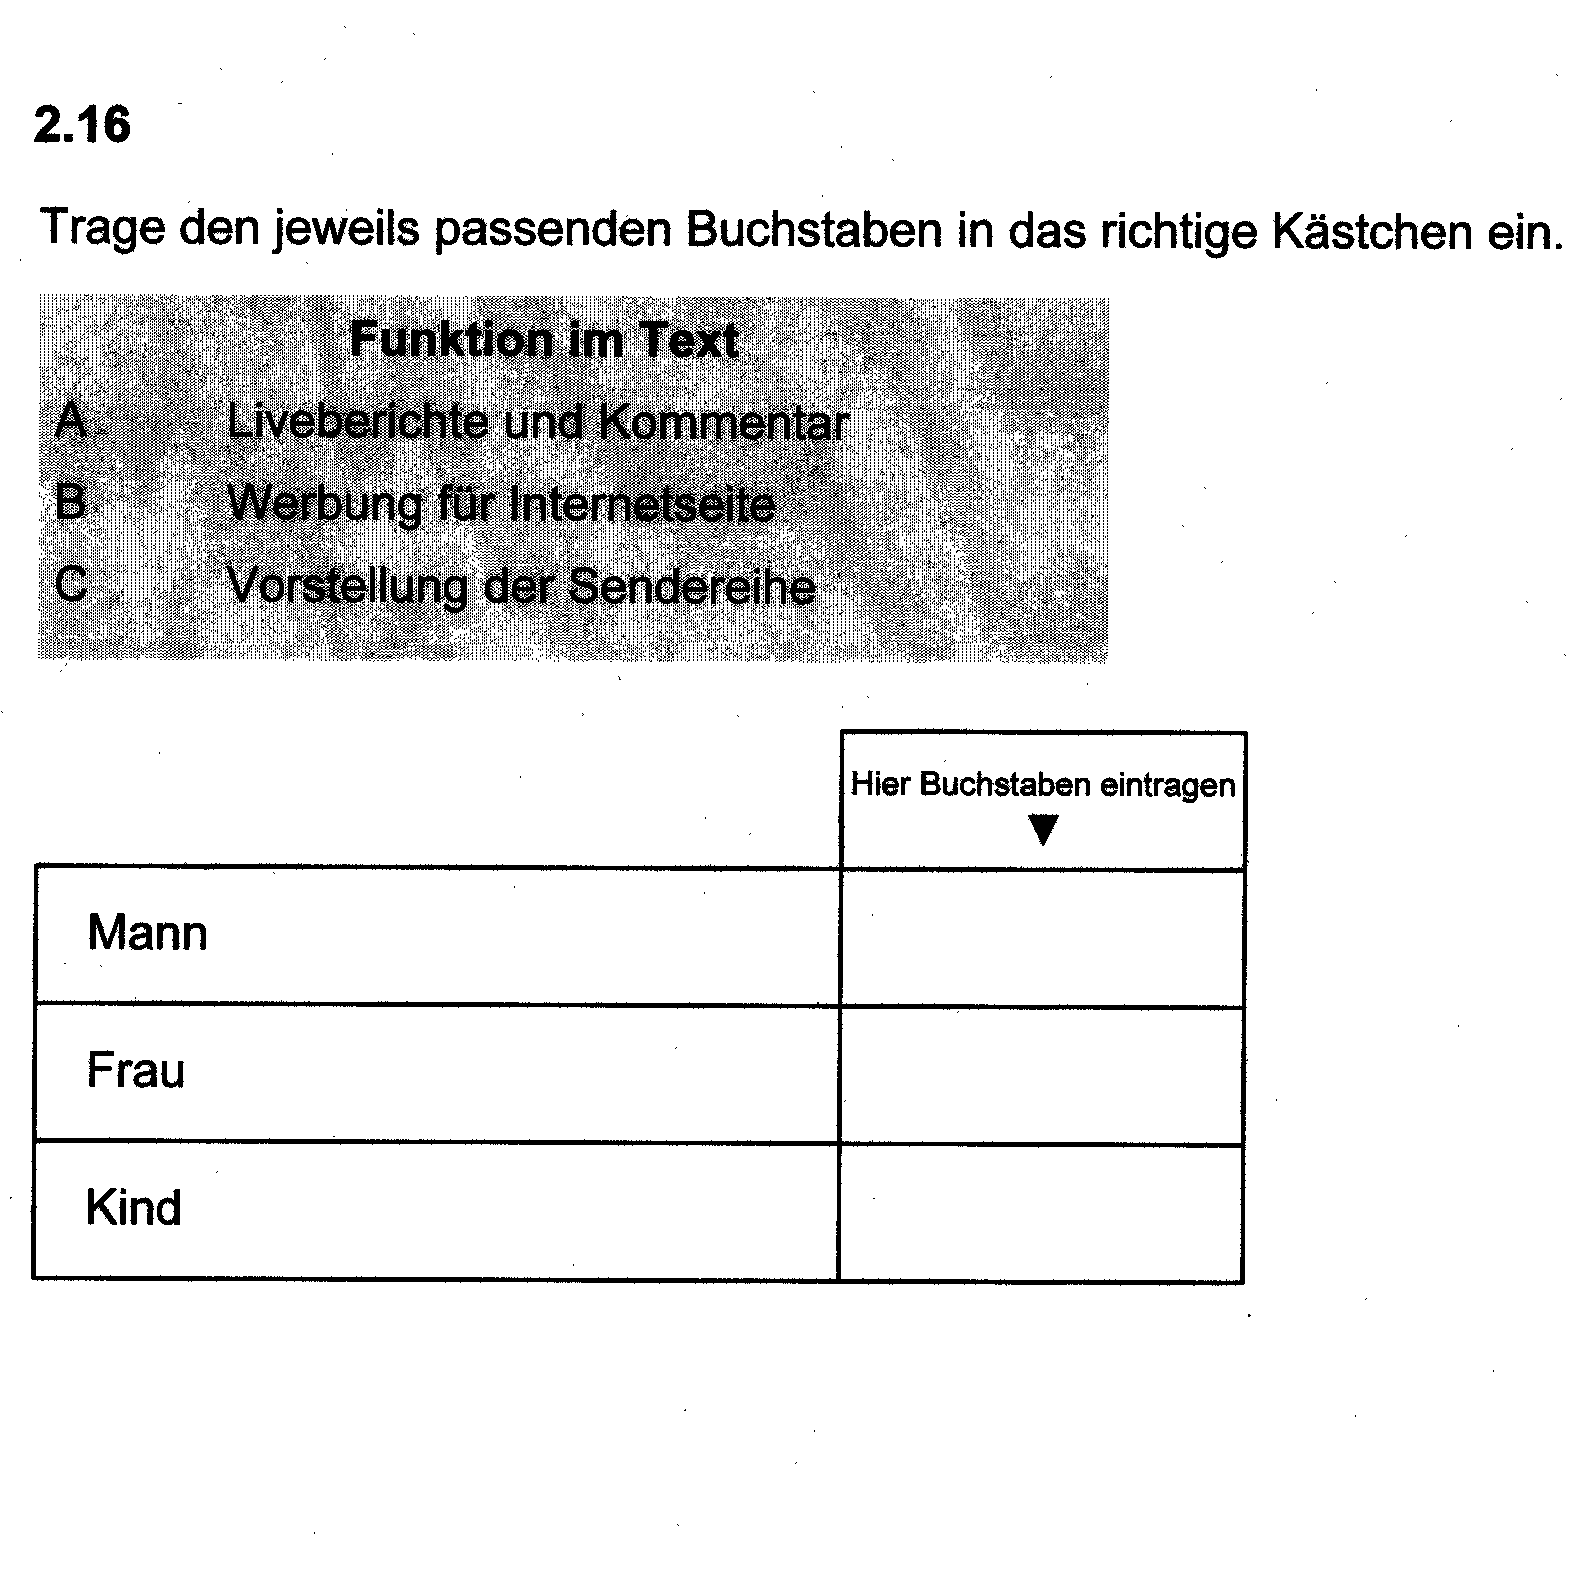 2.16
Trage den jeweils passenden Buchstaben in das richtige Kästchen ein.
Funktion im Text
A Liveberichte und Kommentar
B Werbung für Internetseite
C Vorstellung der Sendereihe
Hier Buchstaben eintragen
▼
Mann
Frau
Kind